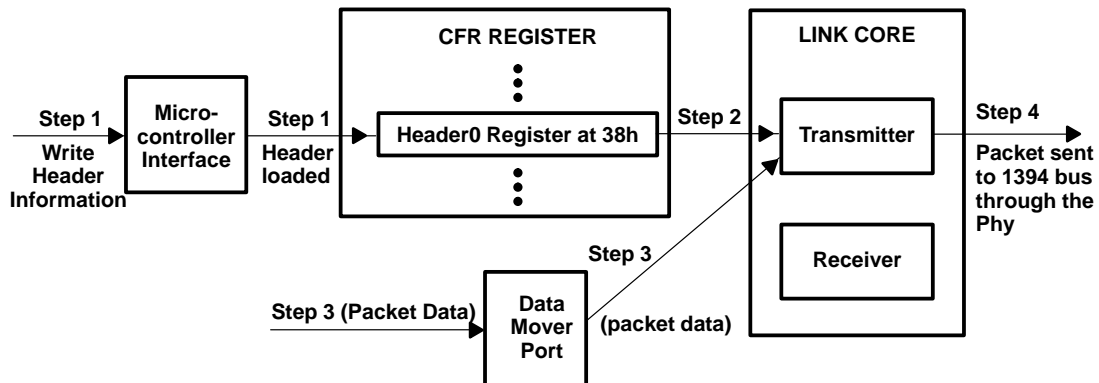 CFR REGISTER
LINK CORE
Step 1
Write
Header
Information
Micro-
controller
Interface
Step 1
Header
loaded
Header0 Register at 38h
Step 2
Transmitter
Step 4
Packet sent
to 1394 bus
through the
Phy
Receiver
Step 3 (Packet Data)
Data
Mover
Port
Step 3
(packet data)